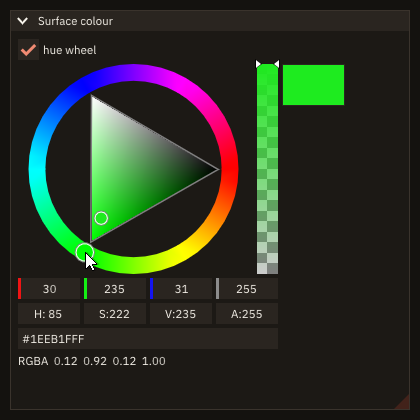 Surface colour
hue wheel
30 235 31 255
H: 85 S:222 V:235 A:255
#1EEB1FFF
RGBA 0.12 0.92 0.12 1.00